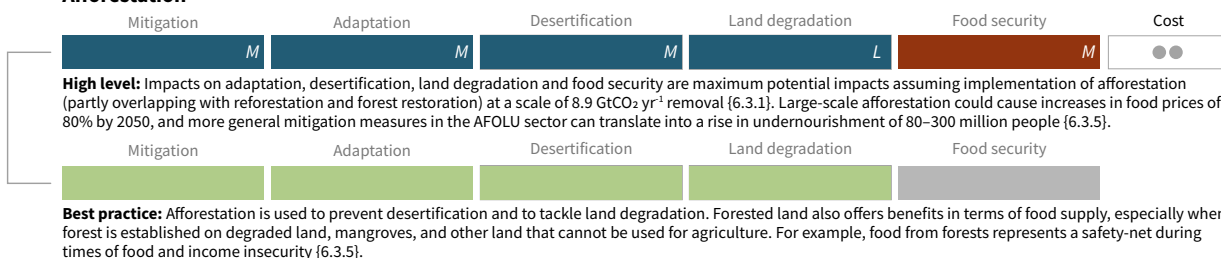 Afforestation
Mitigation Adaptation Desertification Land degradation Food security Cost
M M M L M
High level: Impacts on adaptation, desertification, land degradation and food security are maximum potential impacts assuming implementation of afforestation
(partly overlapping with reforestation and forest restoration) at a scale of 8.9 GtCO₂ yr⁻¹ removal {6.3.1}. Large-scale afforestation could cause increases in food prices of
80% by 2050, and more general mitigation measures in the AFOLU sector can translate into a rise in undernourishment of 80–300 million people {6.3.5}.
Mitigation Adaptation Desertification Land degradation Food security
Best practice: Afforestation is used to prevent desertification and to tackle land degradation. Forested land also offers benefits in terms of food supply, especially when
forest is established on degraded land, mangroves, and other land that cannot be used for agriculture. For example, food from forests represents a safety-net during
times of food and income insecurity {6.3.5}.